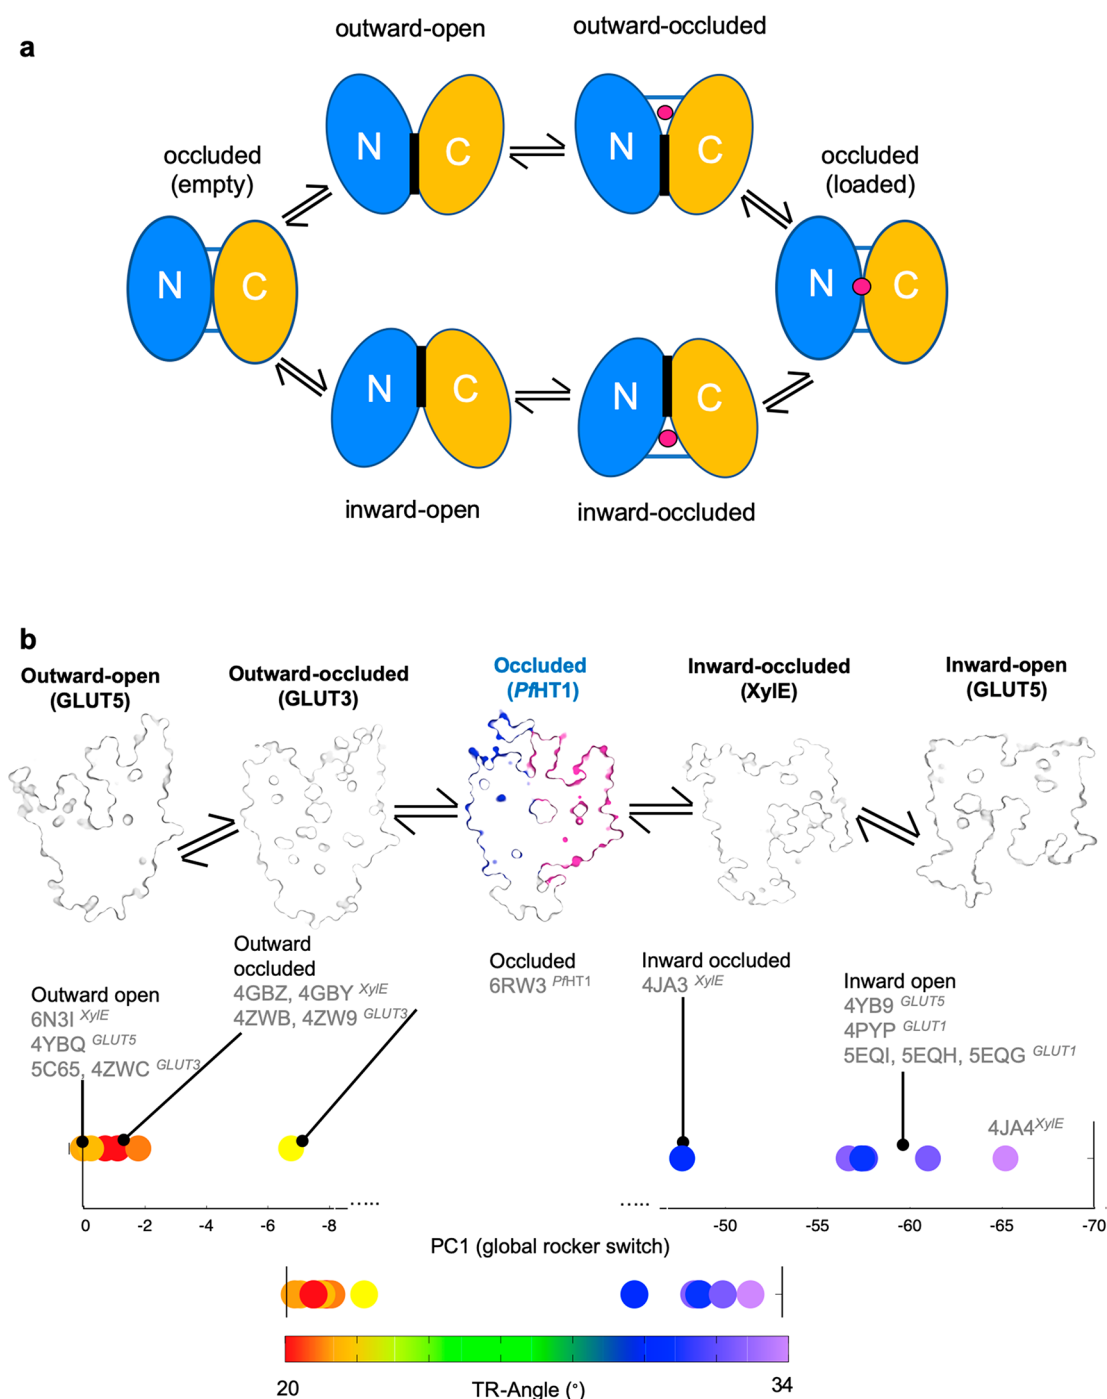 a
outward-open
outward-occluded
N
C
N
C
occluded
(empty)
occluded
(loaded)
N
C
N
C
N
C
N
C
inward-open
inward-occluded
b
Outward-open
(GLUT5)
Outward-occluded
(GLUT3)
Occluded
(PfHT1)
Inward-occluded
(XylE)
Inward-open
(GLUT5)
Outward open
6N3I XylE
4YBQ GLUT5
5C65, 4ZWC GLUT3
Outward
occluded
4GBZ, 4GBY XylE
4ZWB, 4ZW9 GLUT3
Occluded
6RW3 PfHT1
Inward occluded
4JA3 XylE
Inward open
4YB9 GLUT5
4PYP GLUT1
5EQI, 5EQH, 5EQG GLUT1
4JA4 XylE
0 -2 -4 -6 -8 ..... ..... -50 -55 -60 -65 -70
PC1 (global rocker switch)
20 34
TR-Angle (°)